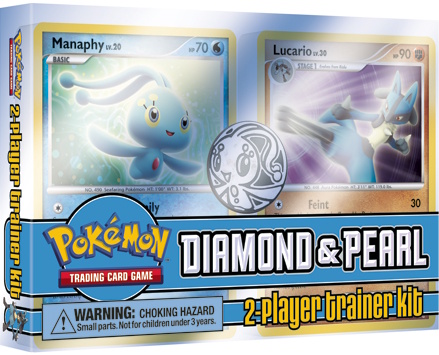 Manaphy LV.20 HP 70
BASIC
Lucario LV.30 HP 90
STAGE 1
Feint 30
POKéMON
TRADING CARD GAME
DIAMOND & PEARL
2-player trainer kit
WARNING: CHOKING HAZARD
Small parts. Not for children under 3 years.
2-player trainer kit
POKéMON